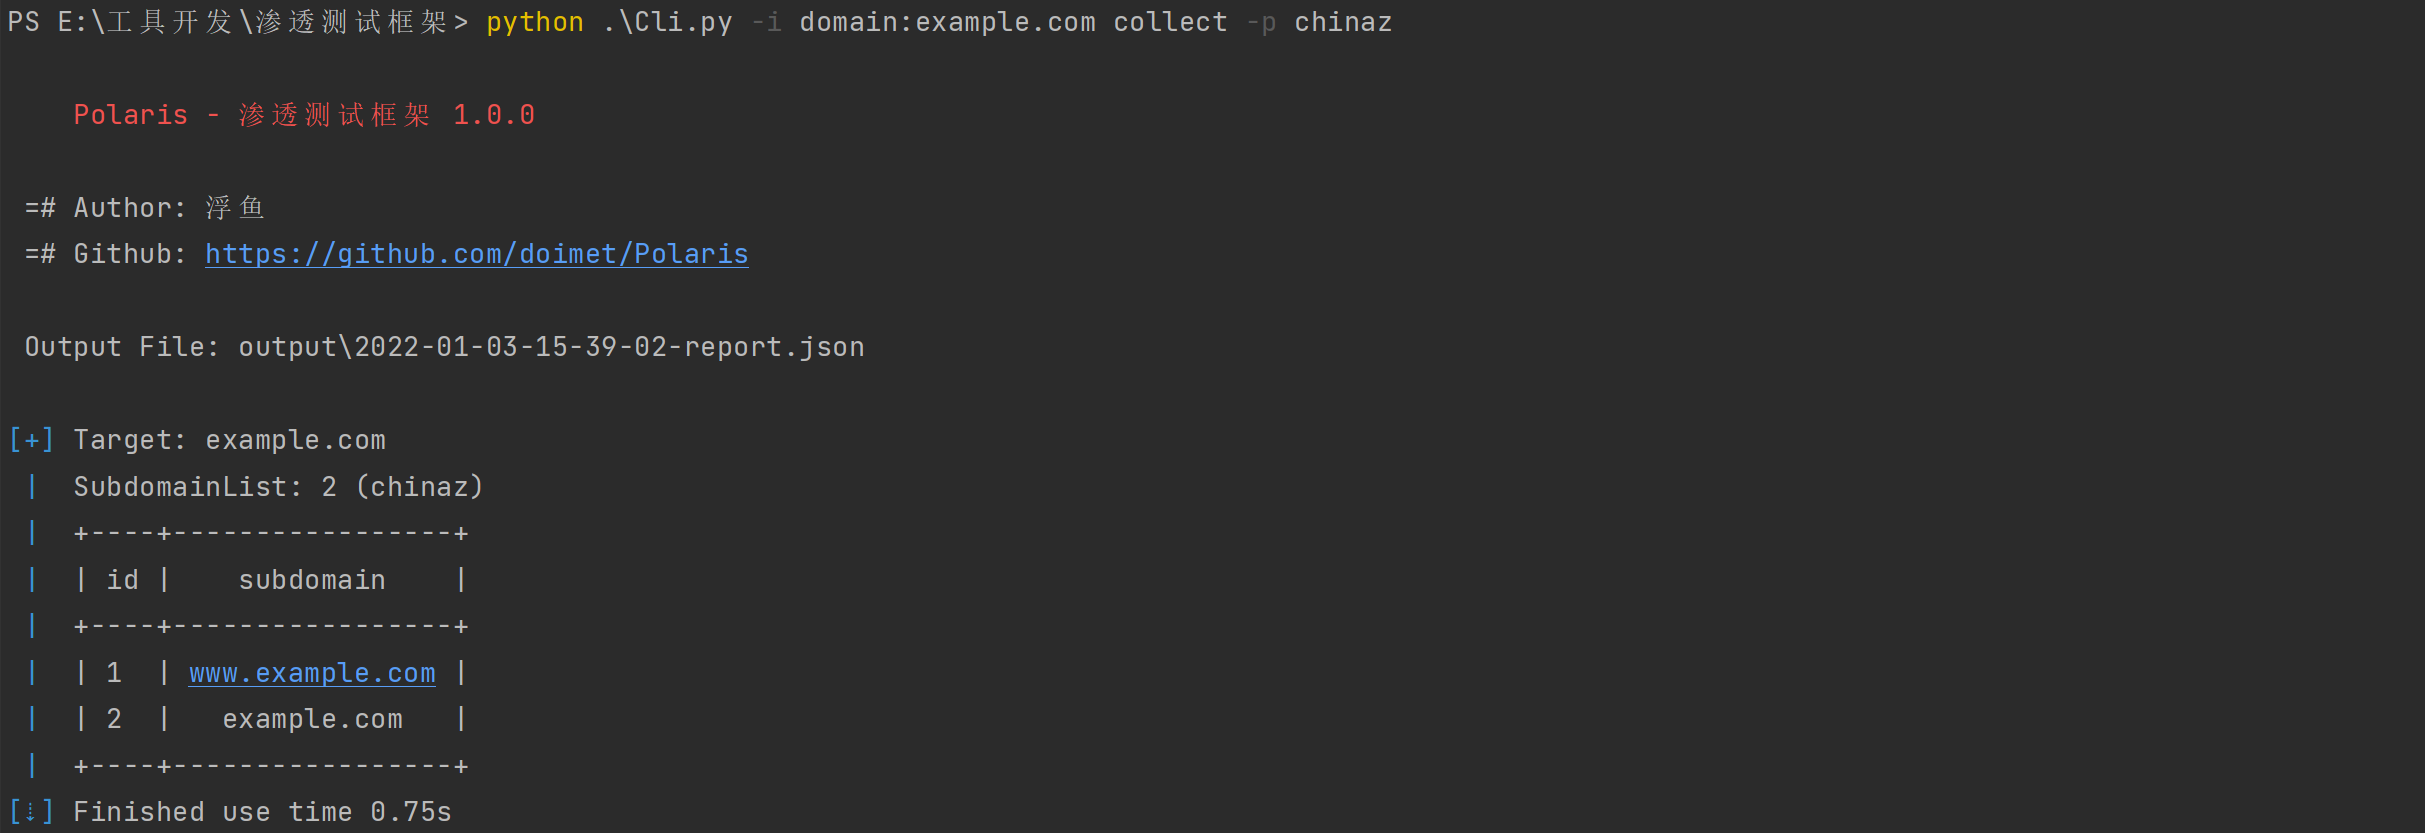 PS E:\工具开发\渗透测试框架> python .\Cli.py -i domain:example.com collect -p chinaz
Polaris - 渗透测试框架 1.0.0
=# Author: 浮鱼
=# Github: https://github.com/doimet/Polaris
Output File: output\2022-01-03-15-39-02-report.json
[+] Target: example.com
 |  SubdomainList: 2 (chinaz)
 |  +----+-----------------+
 |  | id |    subdomain    |
 |  +----+-----------------+
 |  | 1  | www.example.com |
 |  | 2  |   example.com   |
 |  +----+-----------------+
[⇣] Finished use time 0.75s